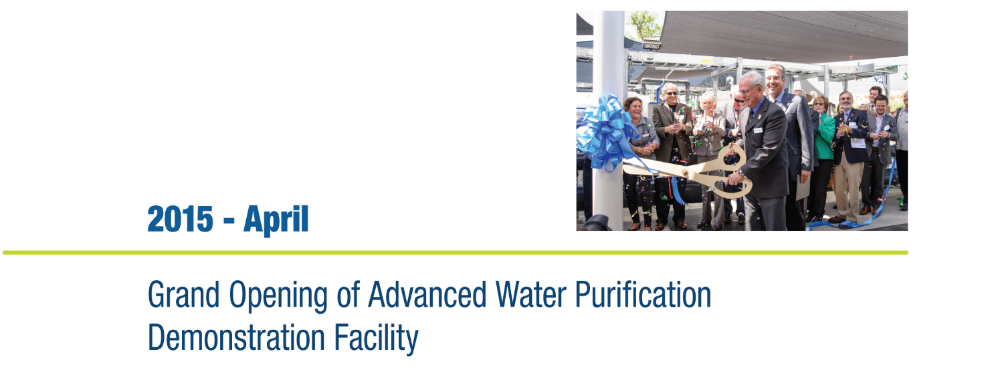 2015 - April
Grand Opening of Advanced Water Purification
Demonstration Facility